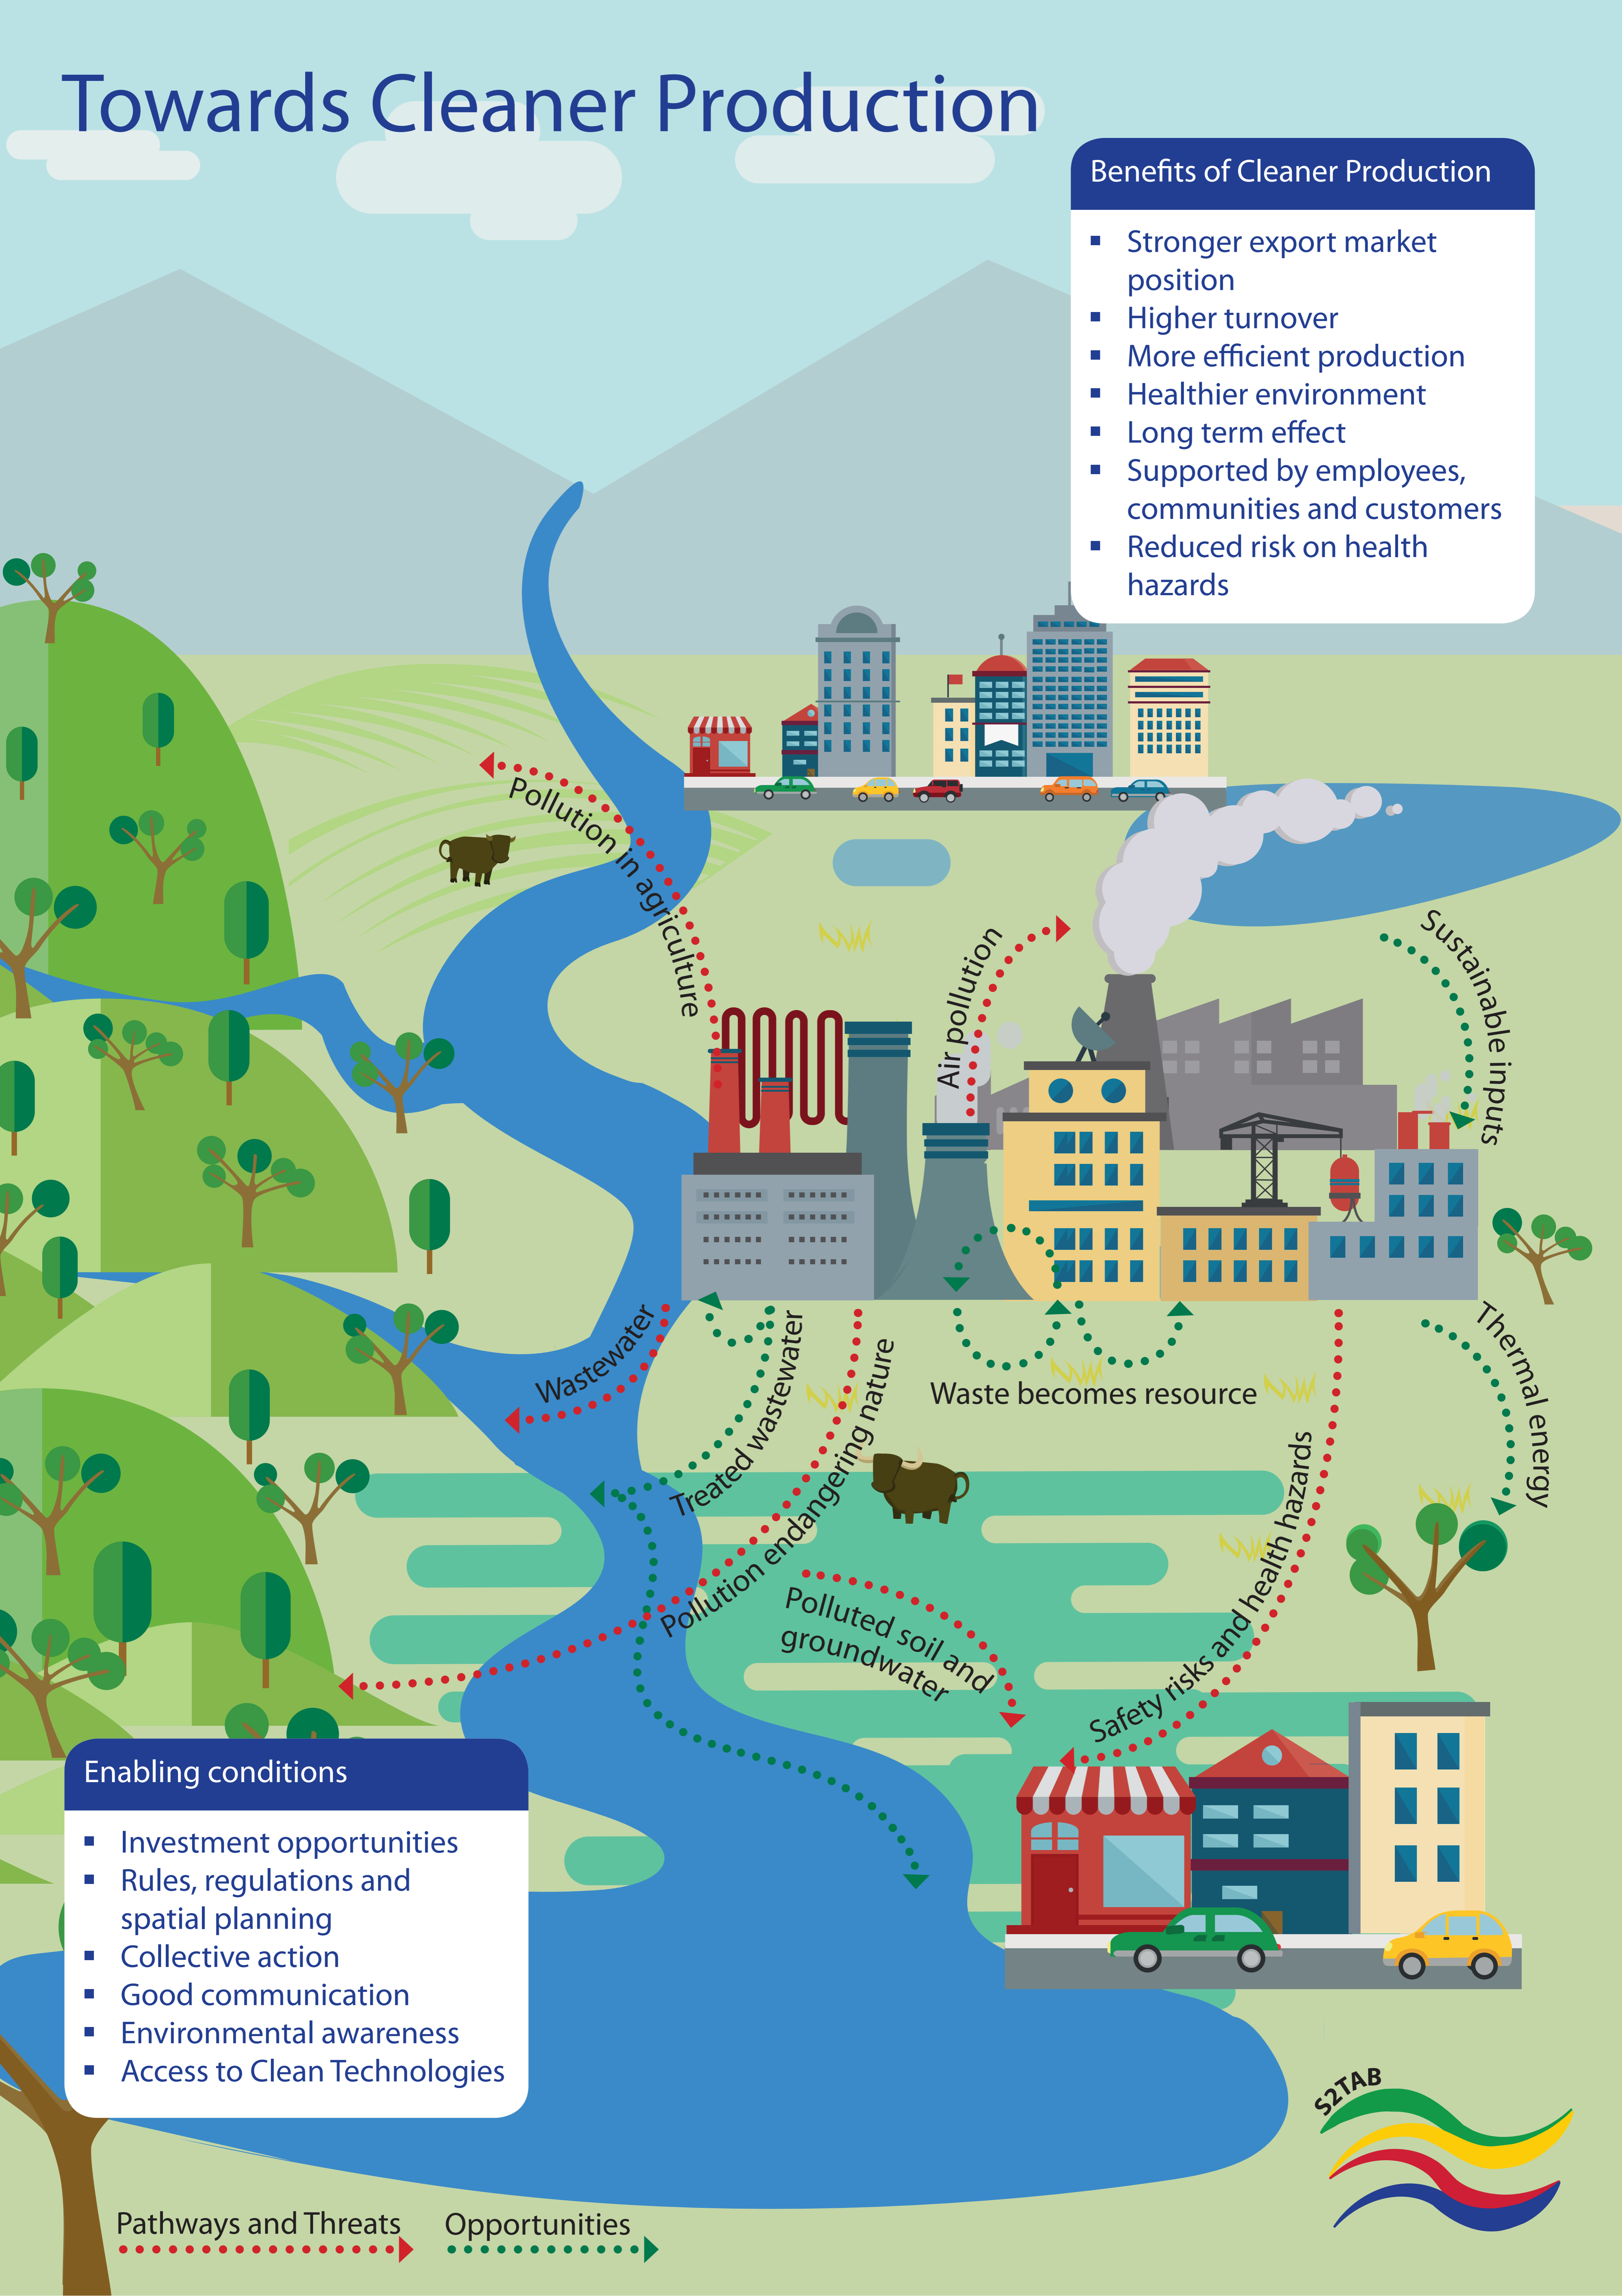 Towards Cleaner Production
Benefits of Cleaner Production
Stronger export market
position
Higher turnover
More efficient production
Healthier environment
Long term effect
Supported by employees,
communities and customers
Reduced risk on health
hazards
Pollution in agriculture
Air pollution
Sustainable inputs
Wastewater
Treated wastewater
Pollution endangering nature
Waste becomes resource
Thermal energy
Polluted soil and
groundwater
Safety risks and health hazards
Enabling conditions
Investment opportunities
Rules, regulations and
spatial planning
Collective action
Good communication
Environmental awareness
Access to Clean Technologies
S2TAB
Pathways and Threats
Opportunities